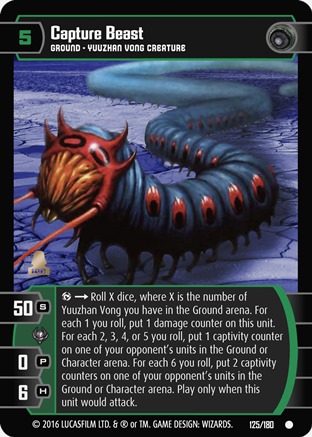 5
Capture Beast
GROUND - YUUZHAN VONG CREATURE
50 S
0 P
6 H
Roll X dice, where X is the number of
Yuuzhan Vong you have in the Ground arena. For
each 1 you roll, put 1 damage counter on this unit.
For each 2, 3, 4, or 5 you roll, put 1 captivity counter
on one of your opponent's units in the Ground or
Character arena. For each 6 you roll, put 2 captivity
counters on one of your opponent's units in the
Ground or Character arena. Play only when this
unit would attack.
© 2016 LUCASFILM LTD. & ® or TM. GAME DESIGN: WIZARDS.
125/180